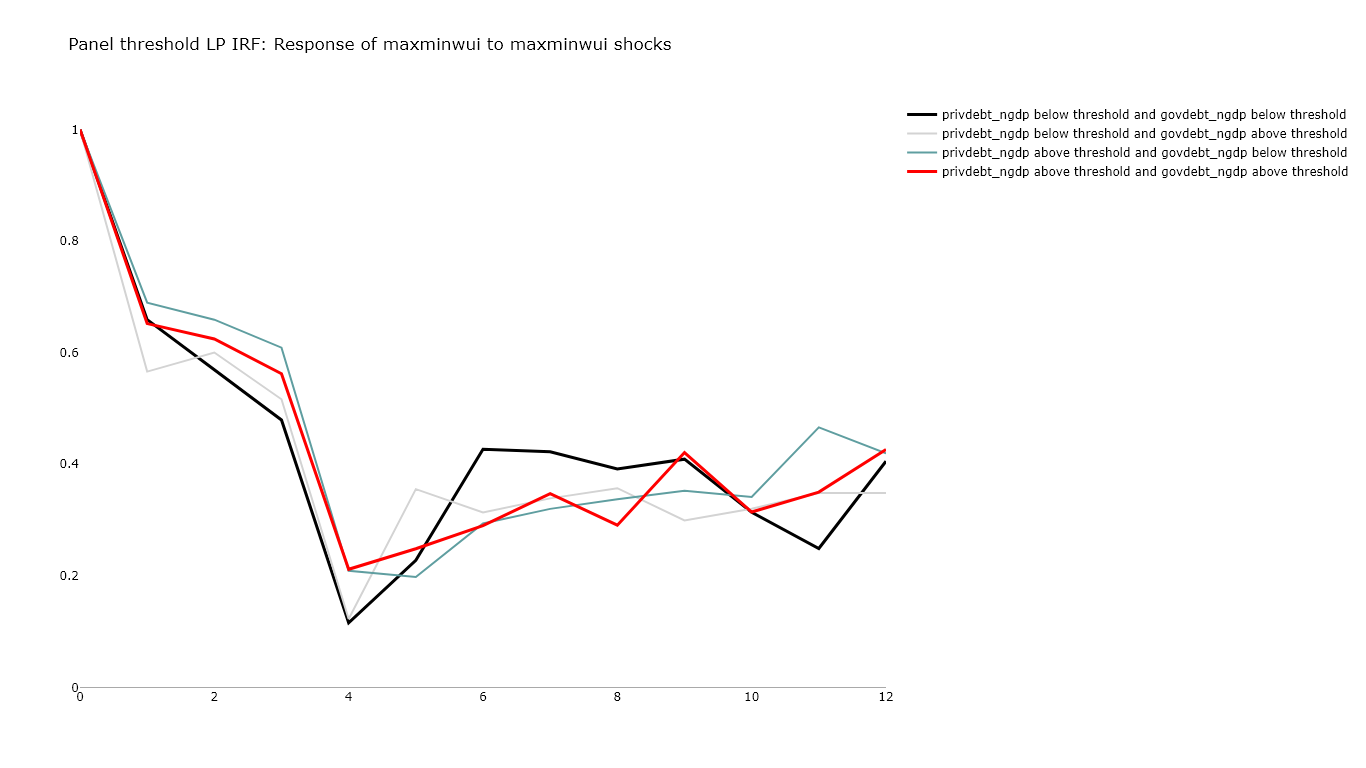 Panel threshold LP IRF: Response of maxminwui to maxminwui shocks
privdebt_ngdp below threshold and govdebt_ngdp below threshold
privdebt_ngdp below threshold and govdebt_ngdp above threshold
privdebt_ngdp above threshold and govdebt_ngdp below threshold
privdebt_ngdp above threshold and govdebt_ngdp above threshold
1
0.8
0.6
0.4
0.2
0
0 2 4 6 8 10 12